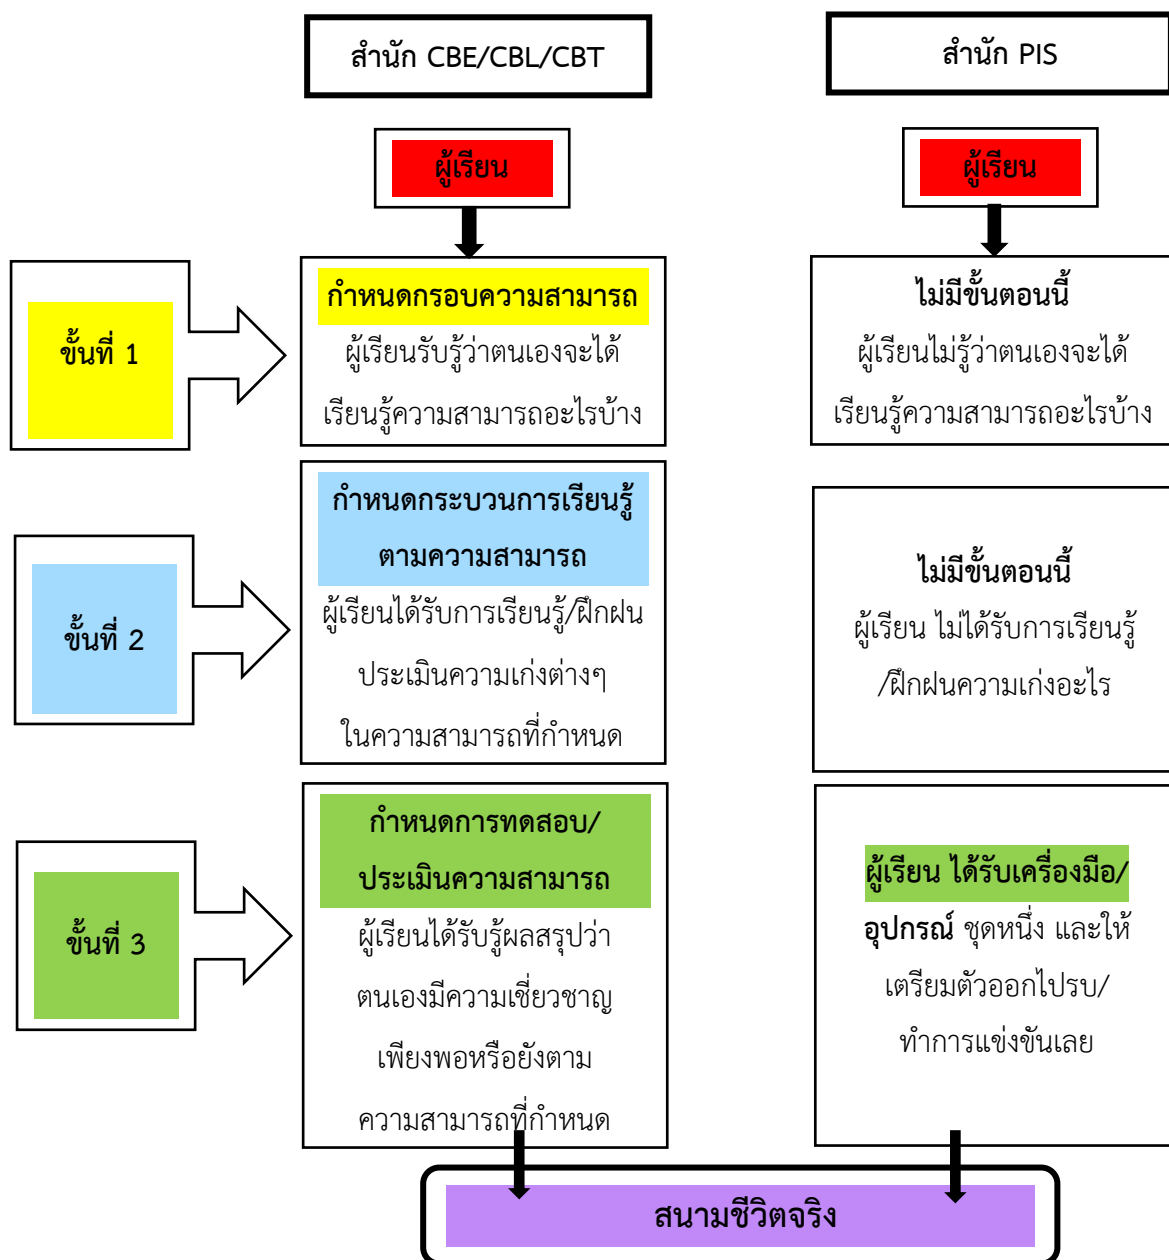 สำนัก CBE/CBL/CBT
สำนัก PIS
ผู้เรียน
ผู้เรียน
ขั้นที่ 1
กำหนดกรอบความสามารถ
ผู้เรียนรับรู้ว่าตนเองจะได้
เรียนรู้ความสามารถอะไรบ้าง
ไม่มีขั้นตอนนี้
ผู้เรียนไม่รู้ว่าตนเองจะได้
เรียนรู้ความสามารถอะไรบ้าง
ขั้นที่ 2
กำหนดกระบวนการเรียนรู้
ตามความสามารถ
ผู้เรียนได้รับการเรียนรู้/ฝึกฝน
ประเมินความเก่งต่างๆ
ในความสามารถที่กำหนด
ไม่มีขั้นตอนนี้
ผู้เรียน ไม่ได้รับการเรียนรู้
/ฝึกฝนความเก่งอะไร
ขั้นที่ 3
กำหนดการทดสอบ/
ประเมินความสามารถ
ผู้เรียนได้รับรู้ผลสรุปว่า
ตนเองมีความเชี่ยวชาญ
เพียงพอหรือยังตาม
ความสามารถที่กำหนด
ผู้เรียน ได้รับเครื่องมือ/
อุปกรณ์ ชุดหนึ่ง และให้
เตรียมตัวออกไปรบ/
ทำการแข่งขันเลย
สนามชีวิตจริง